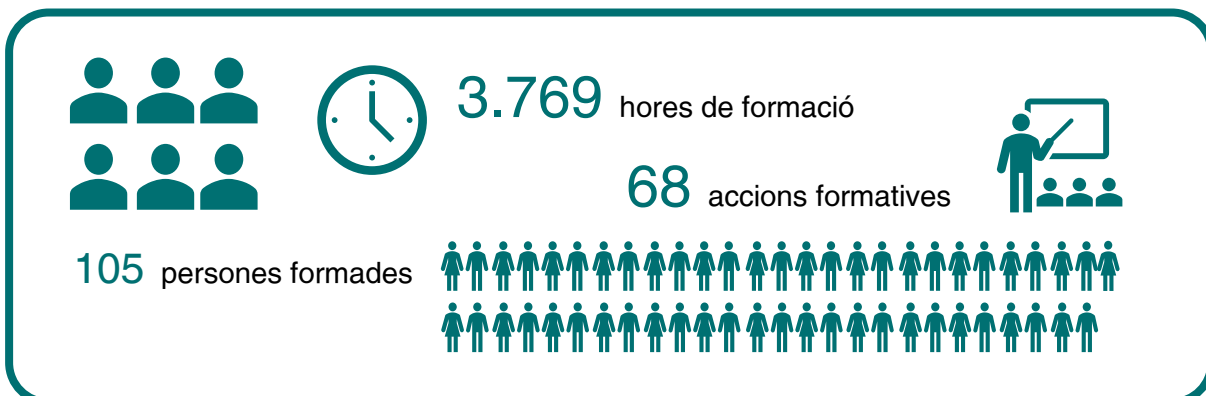 3.769 hores de formació
68 accions formatives
105 persones formades